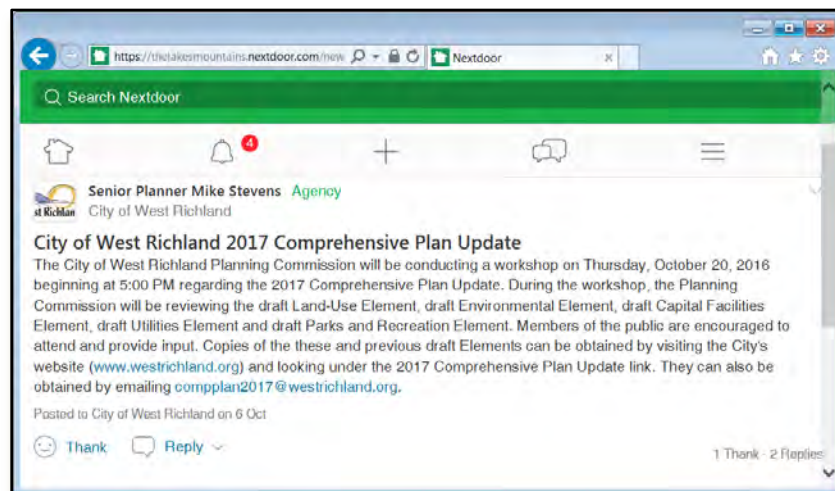 https://thelakesmountains.nextdoor.com/new
Nextdoor
Search Nextdoor
4
Senior Planner Mike Stevens Agency
st Richlan
City of West Richland
City of West Richland 2017 Comprehensive Plan Update
The City of West Richland Planning Commission will be conducting a workshop on Thursday, October 20, 2016
beginning at 5:00 PM regarding the 2017 Comprehensive Plan Update. During the workshop, the Planning
Commission will be reviewing the draft Land-Use Element, draft Environmental Element, draft Capital Facilities
Element, draft Utilities Element and draft Parks and Recreation Element. Members of the public are encouraged to
attend and provide input. Copies of the these and previous draft Elements can be obtained by visiting the City's
website (www.westrichland.org) and looking under the 2017 Comprehensive Plan Update link. They can also be
obtained by emailing compplan2017@westrichland.org.
Posted to City of West Richland on 6 Oct
Thank Reply
1 Thank · 2 Replies